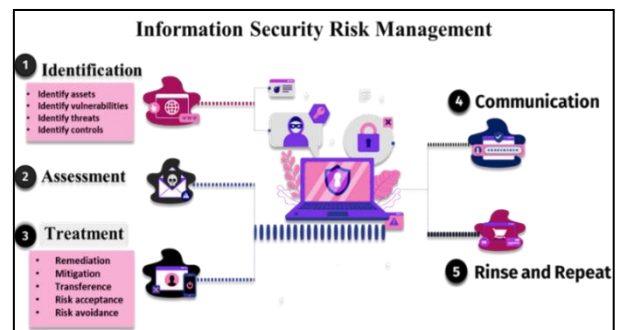 Information Security Risk Management
1 Identification
• Identify assets
• Identify vulnerabilities
• Identify threats
• Identify controls
2 Assessment
3 Treatment
• Remediation
• Mitigation
• Transference
• Risk acceptance
• Risk avoidance
4 Communication
5 Rinse and Repeat